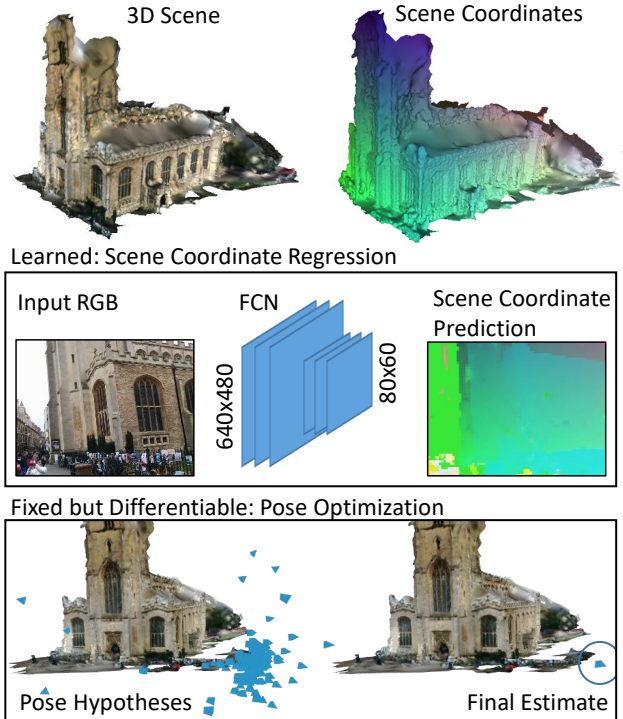 3D Scene
Scene Coordinates
Learned: Scene Coordinate Regression
Input RGB
FCN
Scene Coordinate
Prediction
640x480
80x60
Fixed but Differentiable: Pose Optimization
Pose Hypotheses
Final Estimate